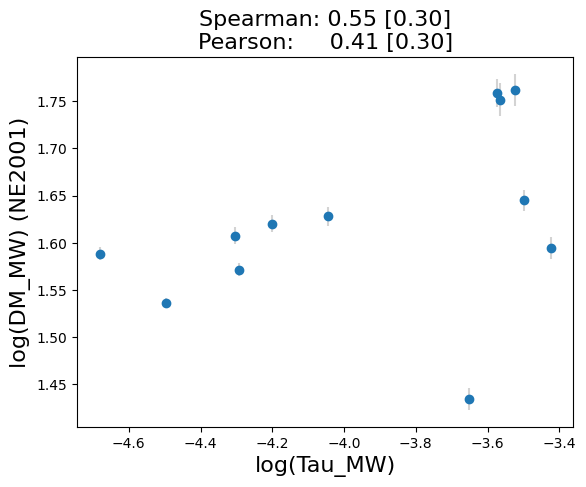 Spearman: 0.55 [0.30]
Pearson: 0.41 [0.30]
log(DM_MW) (NE2001)
1.75
1.70
1.65
1.60
1.55
1.50
1.45
−4.6 −4.4 −4.2 −4.0 −3.8 −3.6 −3.4
log(Tau_MW)